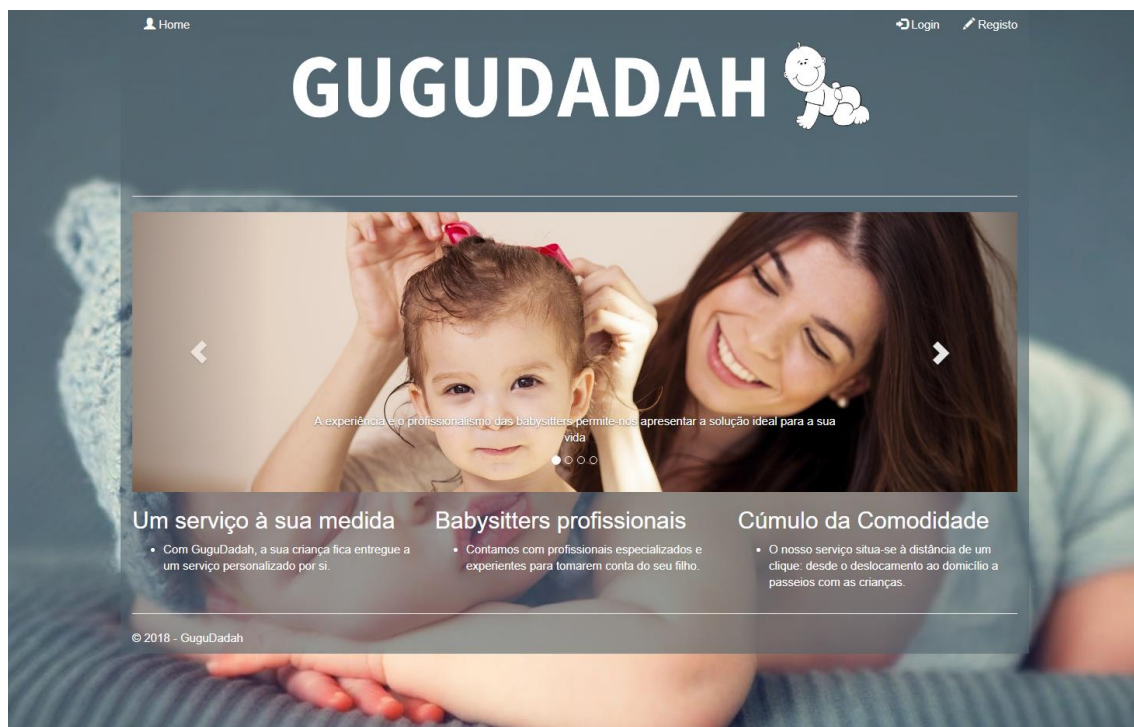 Home
Login
Registo
GUGUDADAH
A experiência e o profissionalismo das babysitters permite-nos apresentar a solução ideal para a sua
vida
Um serviço à sua medida
Com GuguDadah, a sua criança fica entregue a
um serviço personalizado por si.
Babysitters profissionais
Contamos com profissionais especializados e
experientes para tomarem conta do seu filho.
Cúmulo da Comodidade
O nosso serviço situa-se à distância de um
clique: desde o deslocamento ao domicílio a
passeios com as crianças.
© 2018 - GuguDadah